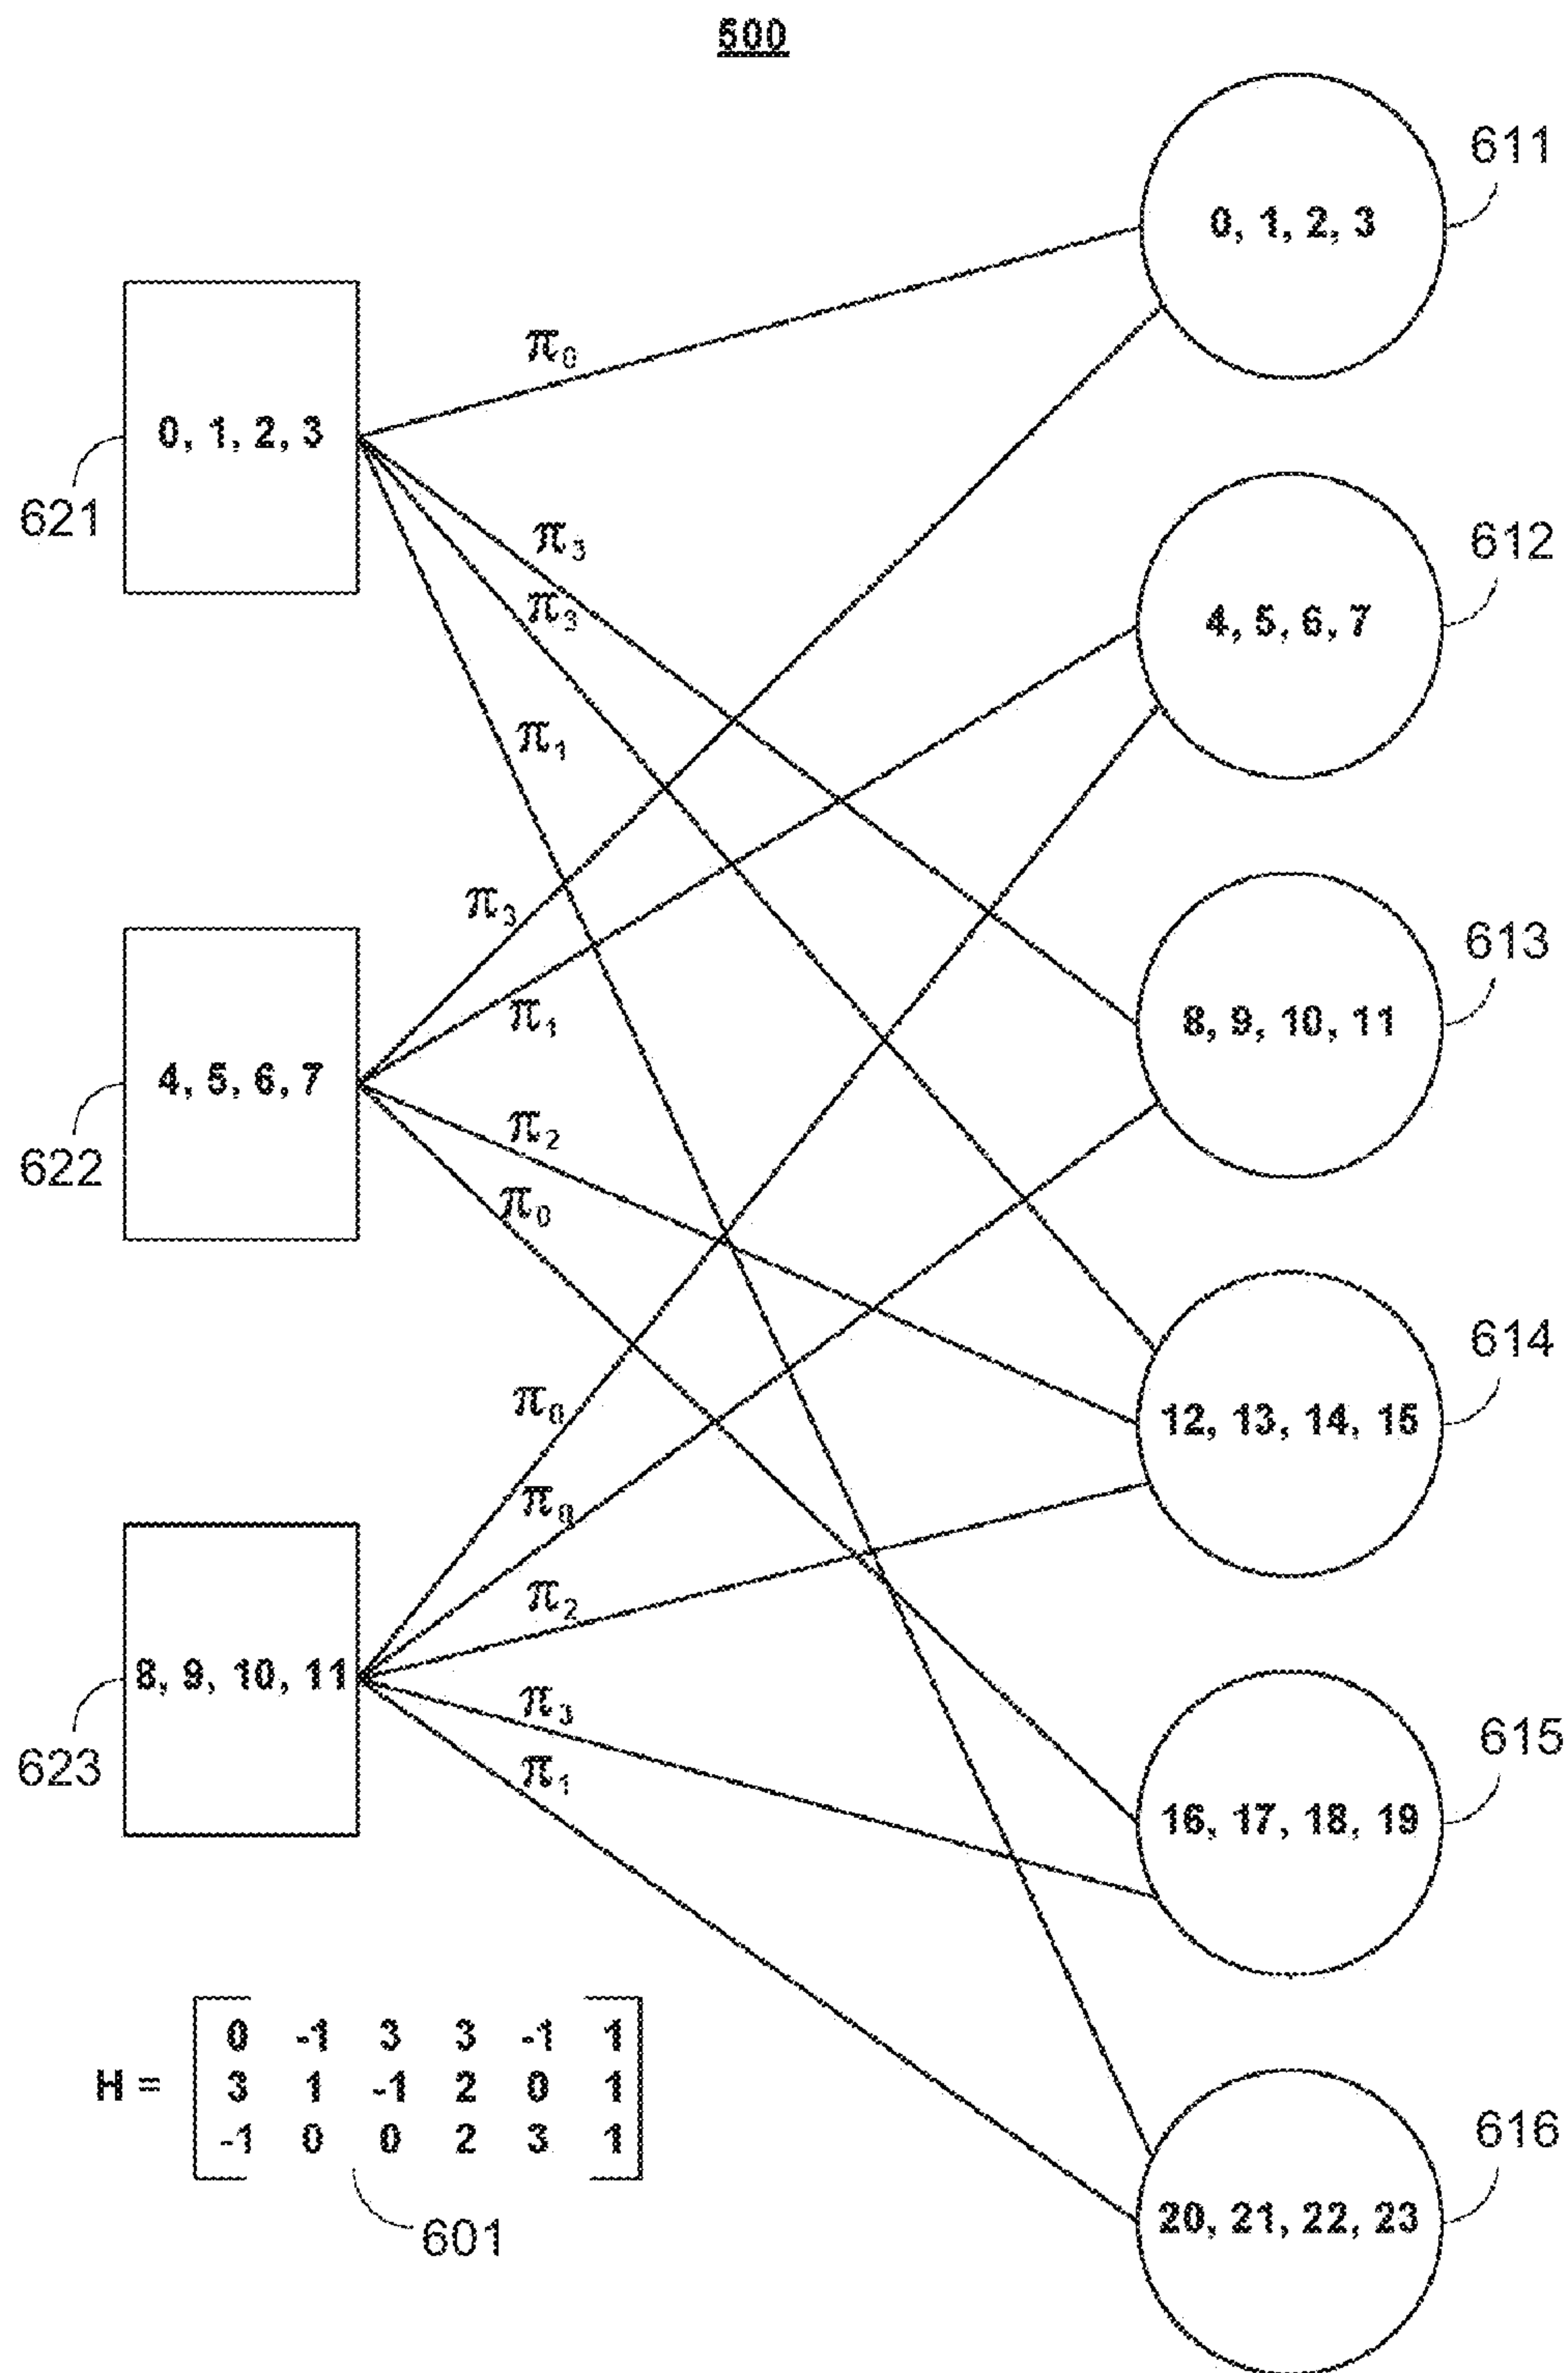 600
611
0, 1, 2, 3
π0
0, 1, 2, 3
621
π3
612
π3
4, 5, 6, 7
π1
π3
613
8, 9, 10, 11
π1
4, 5, 6, 7
π2
622
π0
614
π0
12, 13, 14, 15
π0
π2
8, 9, 10, 11
π3
615
623
π1
16, 17, 18, 19
H =
0 -1 3 3 -1 1
3 1 -1 2 0 1
-1 0 0 2 3 1
616
20, 21, 22, 23
601